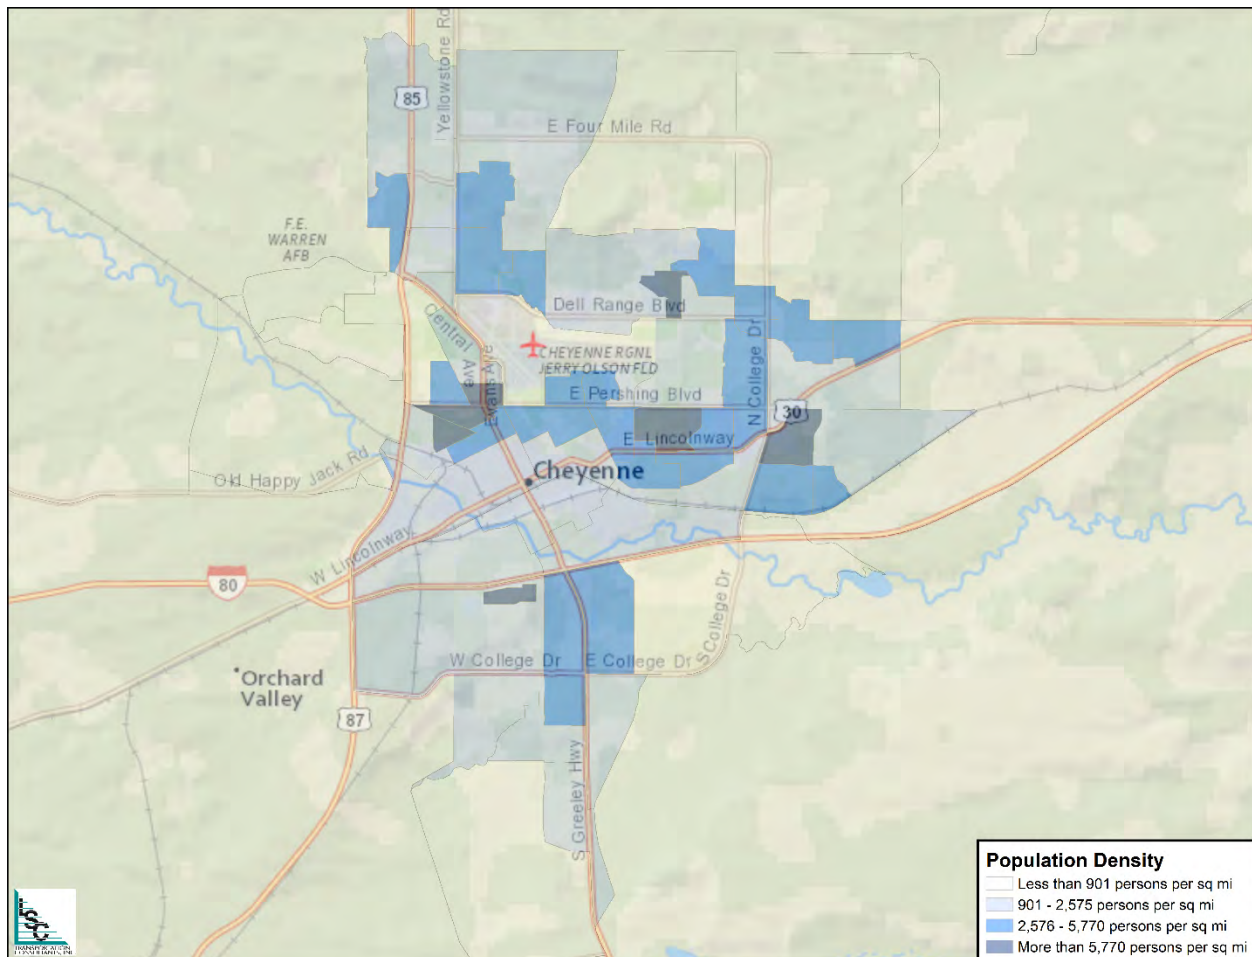 Yellowstone Rd
85
E Four Mile Rd
F.E.
WARREN
AFB
Dell Range Blvd
Central Ave
Evans Ave
CHEYENNE RGNL
JERRY OLSON FLD
N College Dr
E Pershing Blvd
30
E Lincolnway
Old Happy Jack Rd
Cheyenne
W Lincolnway
80
S College Dr
W College Dr
E College Dr
Orchard
Valley
87
S Greeley Hwy
Population Density
Less than 901 persons per sq mi
901 - 2,575 persons per sq mi
2,576 - 5,770 persons per sq mi
More than 5,770 persons per sq mi
LSC
TRANSPORTATION
CONSULTANTS, INC.